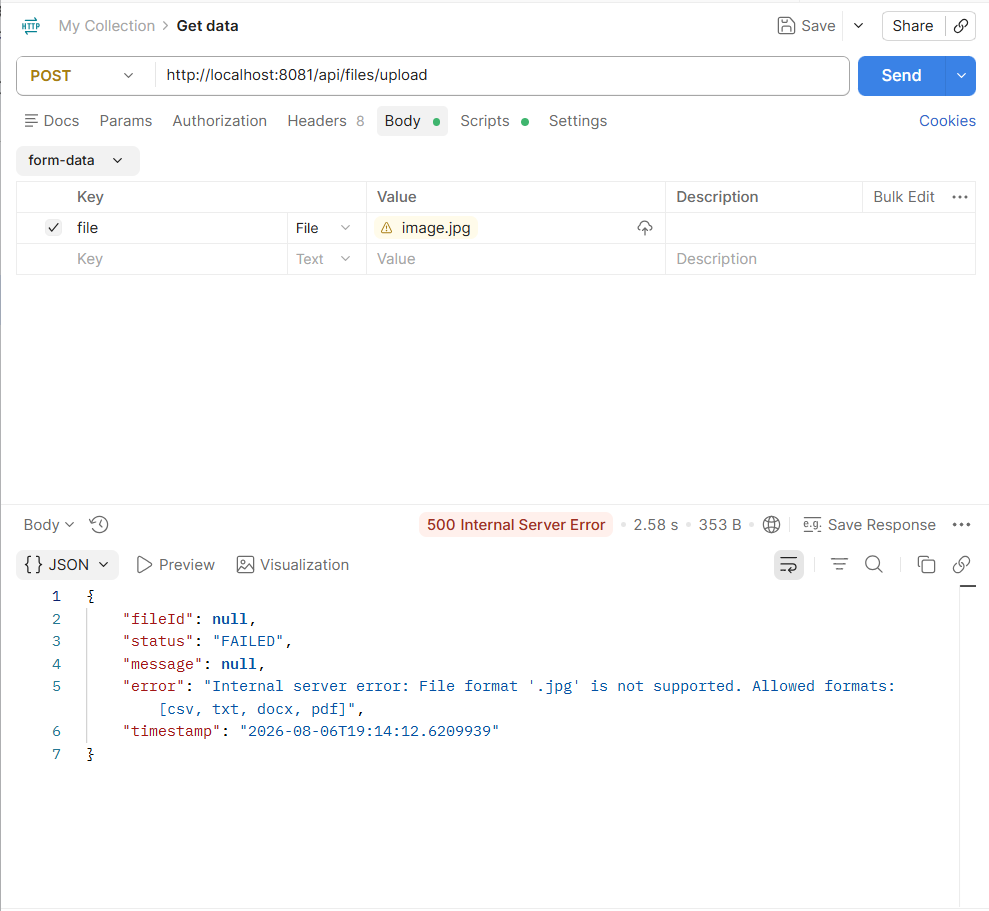 HTTP My Collection > Get data Save Share
POST http://localhost:8081/api/files/upload Send
Docs Params Authorization Headers 8 Body Scripts Settings Cookies
form-data
Key Value Description Bulk Edit ...
file File image.jpg
Key Text Value Description
Body 500 Internal Server Error • 2.58 s • 353 B • e.g. Save Response ...
{} JSON Preview Visualization
1 {
2 "fileId": null,
3 "status": "FAILED",
4 "message": null,
5 "error": "Internal server error: File format '.jpg' is not supported. Allowed formats:
[csv, txt, docx, pdf]",
6 "timestamp": "2026-08-06T19:14:12.6209939"
7 }